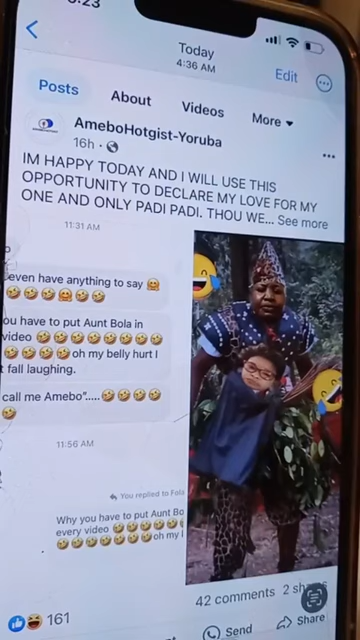 :23
Today
4:36 AM
Edit
Posts
About
Videos
More
AmeboHotgist-Yoruba
16h
IM HAPPY TODAY AND I WILL USE THIS
OPPORTUNITY TO DECLARE MY LOVE FOR MY
ONE AND ONLY PADI PADI. THOU WE... See more
11:31 AM
even have anything to say 🤗
🤣🤣🤣🤗🤣🤣
ou have to put Aunt Bola in
video 🤣🤣🤣🤣🤣🤣🤣🤣🤣
🤣🤣🤣🤣oh my belly hurt I
t fall laughing.
call me Amebo".....🤣🤣🤣🤣
🤣
11:56 AM
You replied to Fola
Why you have to put Aunt Bo
every video 🤣🤣🤣🤣🤣🤣
🤣🤣🤣🤣🤣🤣🤣oh my l
42 comments
161
Send
Share